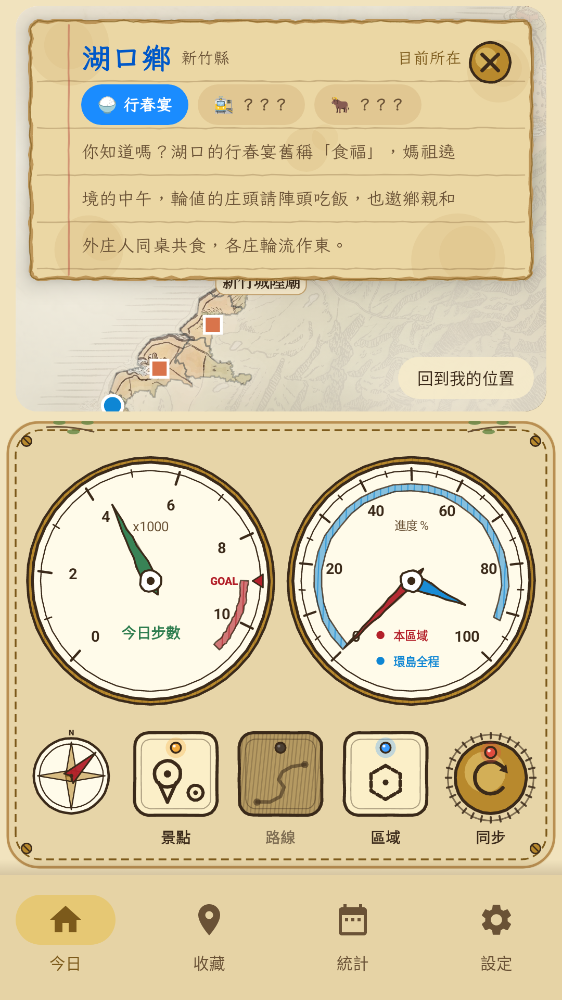 湖口鄉 新竹縣 目前所在
行春宴 ？？？ ？？？
你知道嗎？湖口的行春宴舊稱「食福」，媽祖遶
境的中午，輪值的庄頭請陣頭吃飯，也邀鄉親和
外庄人同桌共食，各庄輪流作東。
新竹城隍廟
回到我的位置
0 2 4 6 8 10
x1000
GOAL
今日步數
0 20 40 60 80 100
進度 %
本區域
環島全程
N
景點 路線 區域 同步
今日 收藏 統計 設定